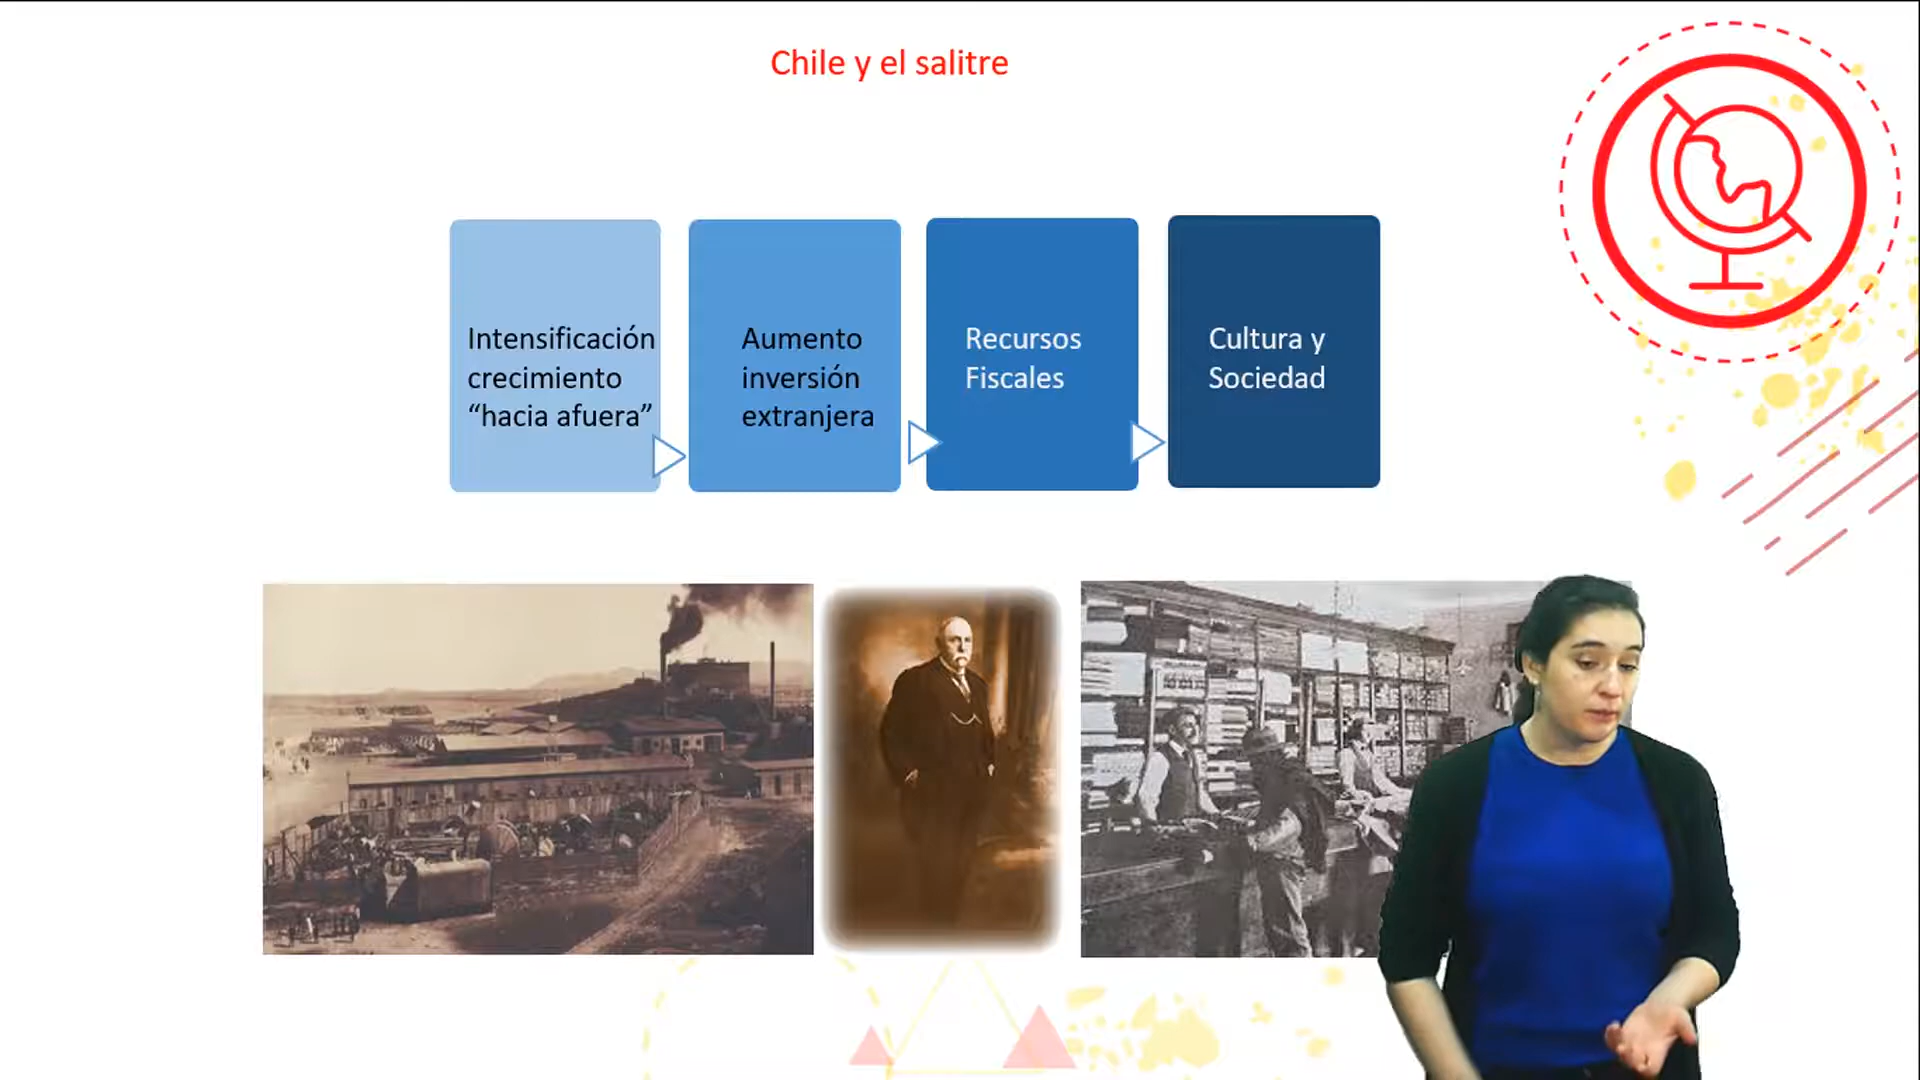 Chile y el salitre
Intensificación
crecimiento
“hacia afuera”
Aumento
inversión
extranjera
Recursos
Fiscales
Cultura y
Sociedad